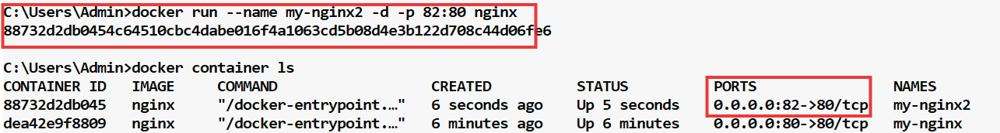 C:\Users\Admin>docker run --name my-nginx2 -d -p 82:80 nginx
88732d2db0454c64510cbc4dabe016f4a1063cd5b08d4e3b122d708c44d06fe6
C:\Users\Admin>docker container ls
CONTAINER ID IMAGE COMMAND CREATED STATUS PORTS NAMES
88732d2db045 nginx "/docker-entrypoint.…" 6 seconds ago Up 5 seconds 0.0.0.0:82->80/tcp my-nginx2
dea42e9f8809 nginx "/docker-entrypoint.…" 6 minutes ago Up 6 minutes 0.0.0.0:80->80/tcp my-nginx